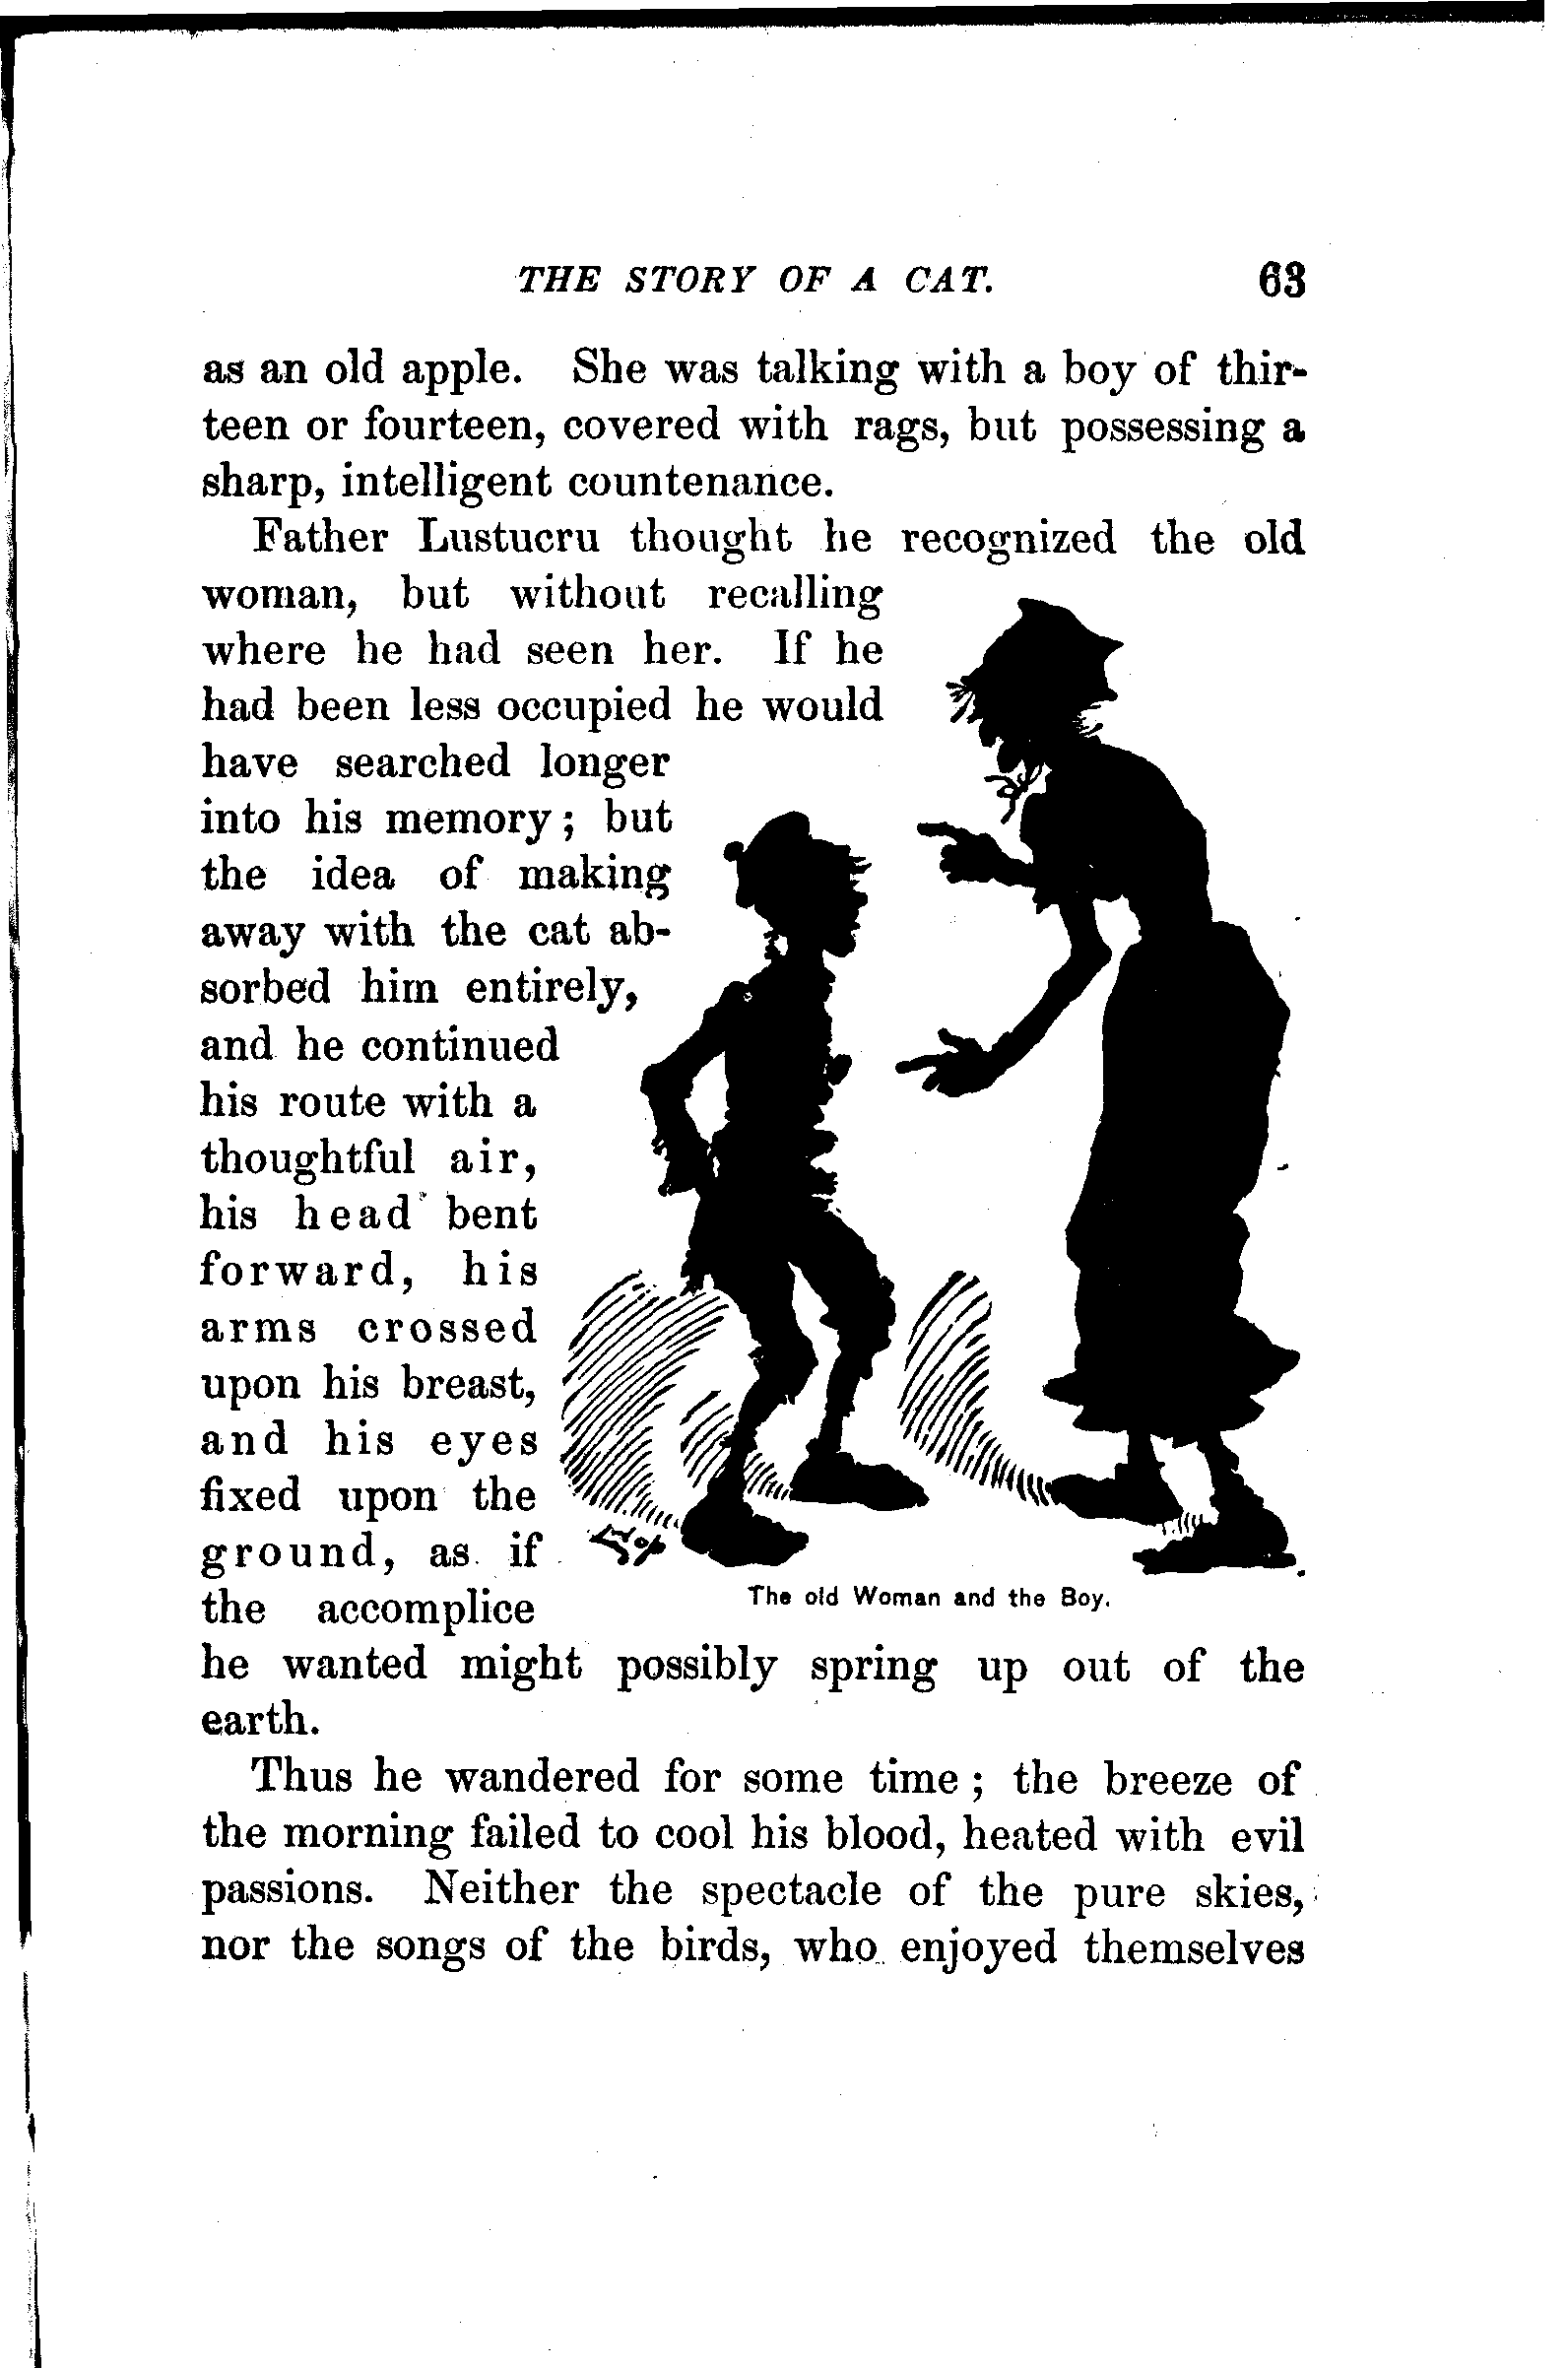 THE STORY OF A CAT. 63
as an old apple. She was talking with a boy of thir-
teen or fourteen, covered with rags, but possessing a
sharp, intelligent countenance.
Father Lustucru thought he recognized the old
woman, but without recalling
where he had seen her. If he
had been less occupied he would
have searched longer
into his memory; but
the idea of making
away with the cat ab-
sorbed him entirely,
and he continued
his route with a
thoughtful air,
his head bent
forward, his
arms crossed
upon his breast,
and his eyes
fixed upon the
ground, as if
the accomplice
The old Woman and the Boy.
he wanted might possibly spring up out of the
earth.
Thus he wandered for some time; the breeze of
the morning failed to cool his blood, heated with evil
passions. Neither the spectacle of the pure skies,
nor the songs of the birds, who enjoyed themselves